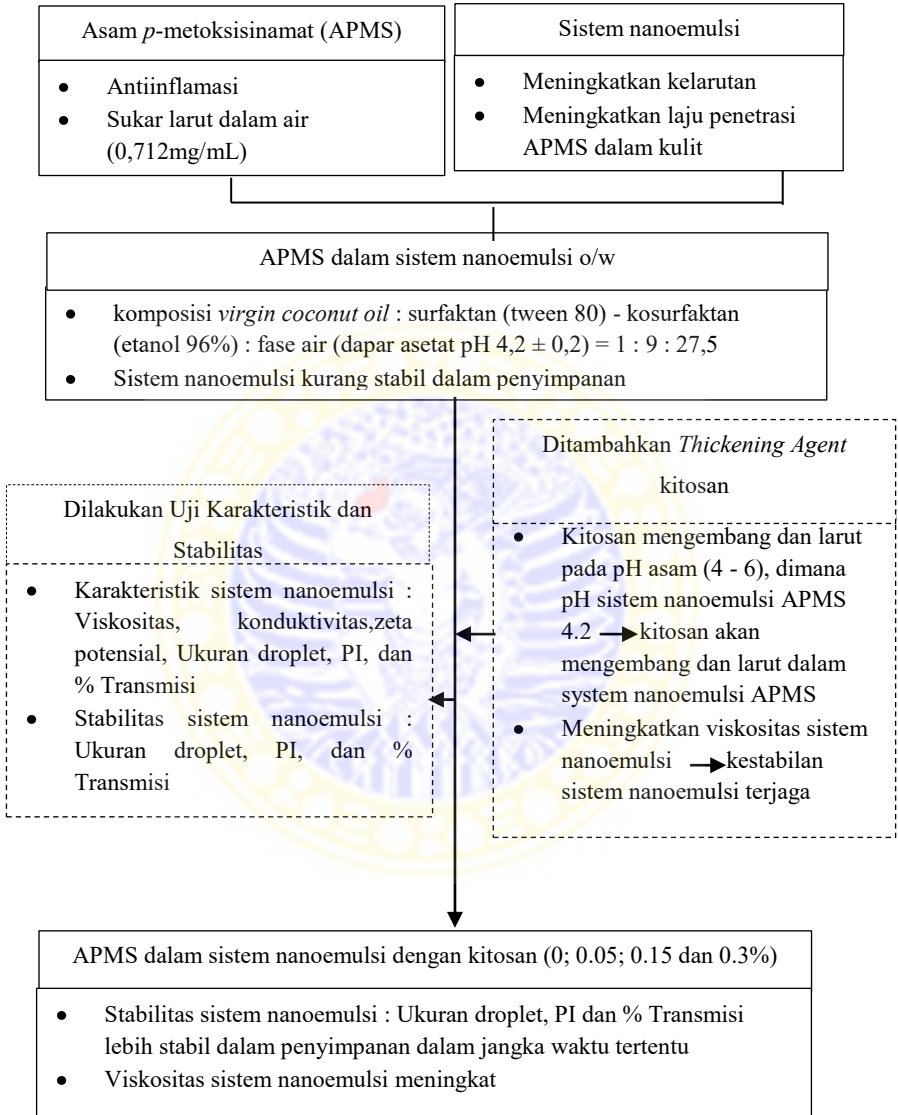 Asam p-metoksisinamat (APMS)
• Antiinflamasi
• Sukar larut dalam air
(0,712mg/mL)
Sistem nanoemulsi
• Meningkatkan kelarutan
• Meningkatkan laju penetrasi
APMS dalam kulit
APMS dalam sistem nanoemulsi o/w
• komposisi virgin coconut oil : surfaktan (tween 80) - kosurfaktan
(etanol 96%) : fase air (dapar asetat pH 4,2 ± 0,2) = 1 : 9 : 27,5
• Sistem nanoemulsi kurang stabil dalam penyimpanan
Ditambahkan Thickening Agent
kitosan
• Kitosan mengembang dan larut
pada pH asam (4 - 6), dimana
pH sistem nanoemulsi APMS
4.2 → kitosan akan
mengembang dan larut dalam
system nanoemulsi APMS
• Meningkatkan viskositas sistem
nanoemulsi → kestabilan
sistem nanoemulsi terjaga
Dilakukan Uji Karakteristik dan
Stabilitas
• Karakteristik sistem nanoemulsi :
Viskositas, konduktivitas,zeta
potensial, Ukuran droplet, PI, dan
% Transmisi
• Stabilitas sistem nanoemulsi :
Ukuran droplet, PI, dan %
Transmisi
APMS dalam sistem nanoemulsi dengan kitosan (0; 0.05; 0.15 dan 0.3%)
• Stabilitas sistem nanoemulsi : Ukuran droplet, PI dan % Transmisi
lebih stabil dalam penyimpanan dalam jangka waktu tertentu
• Viskositas sistem nanoemulsi meningkat